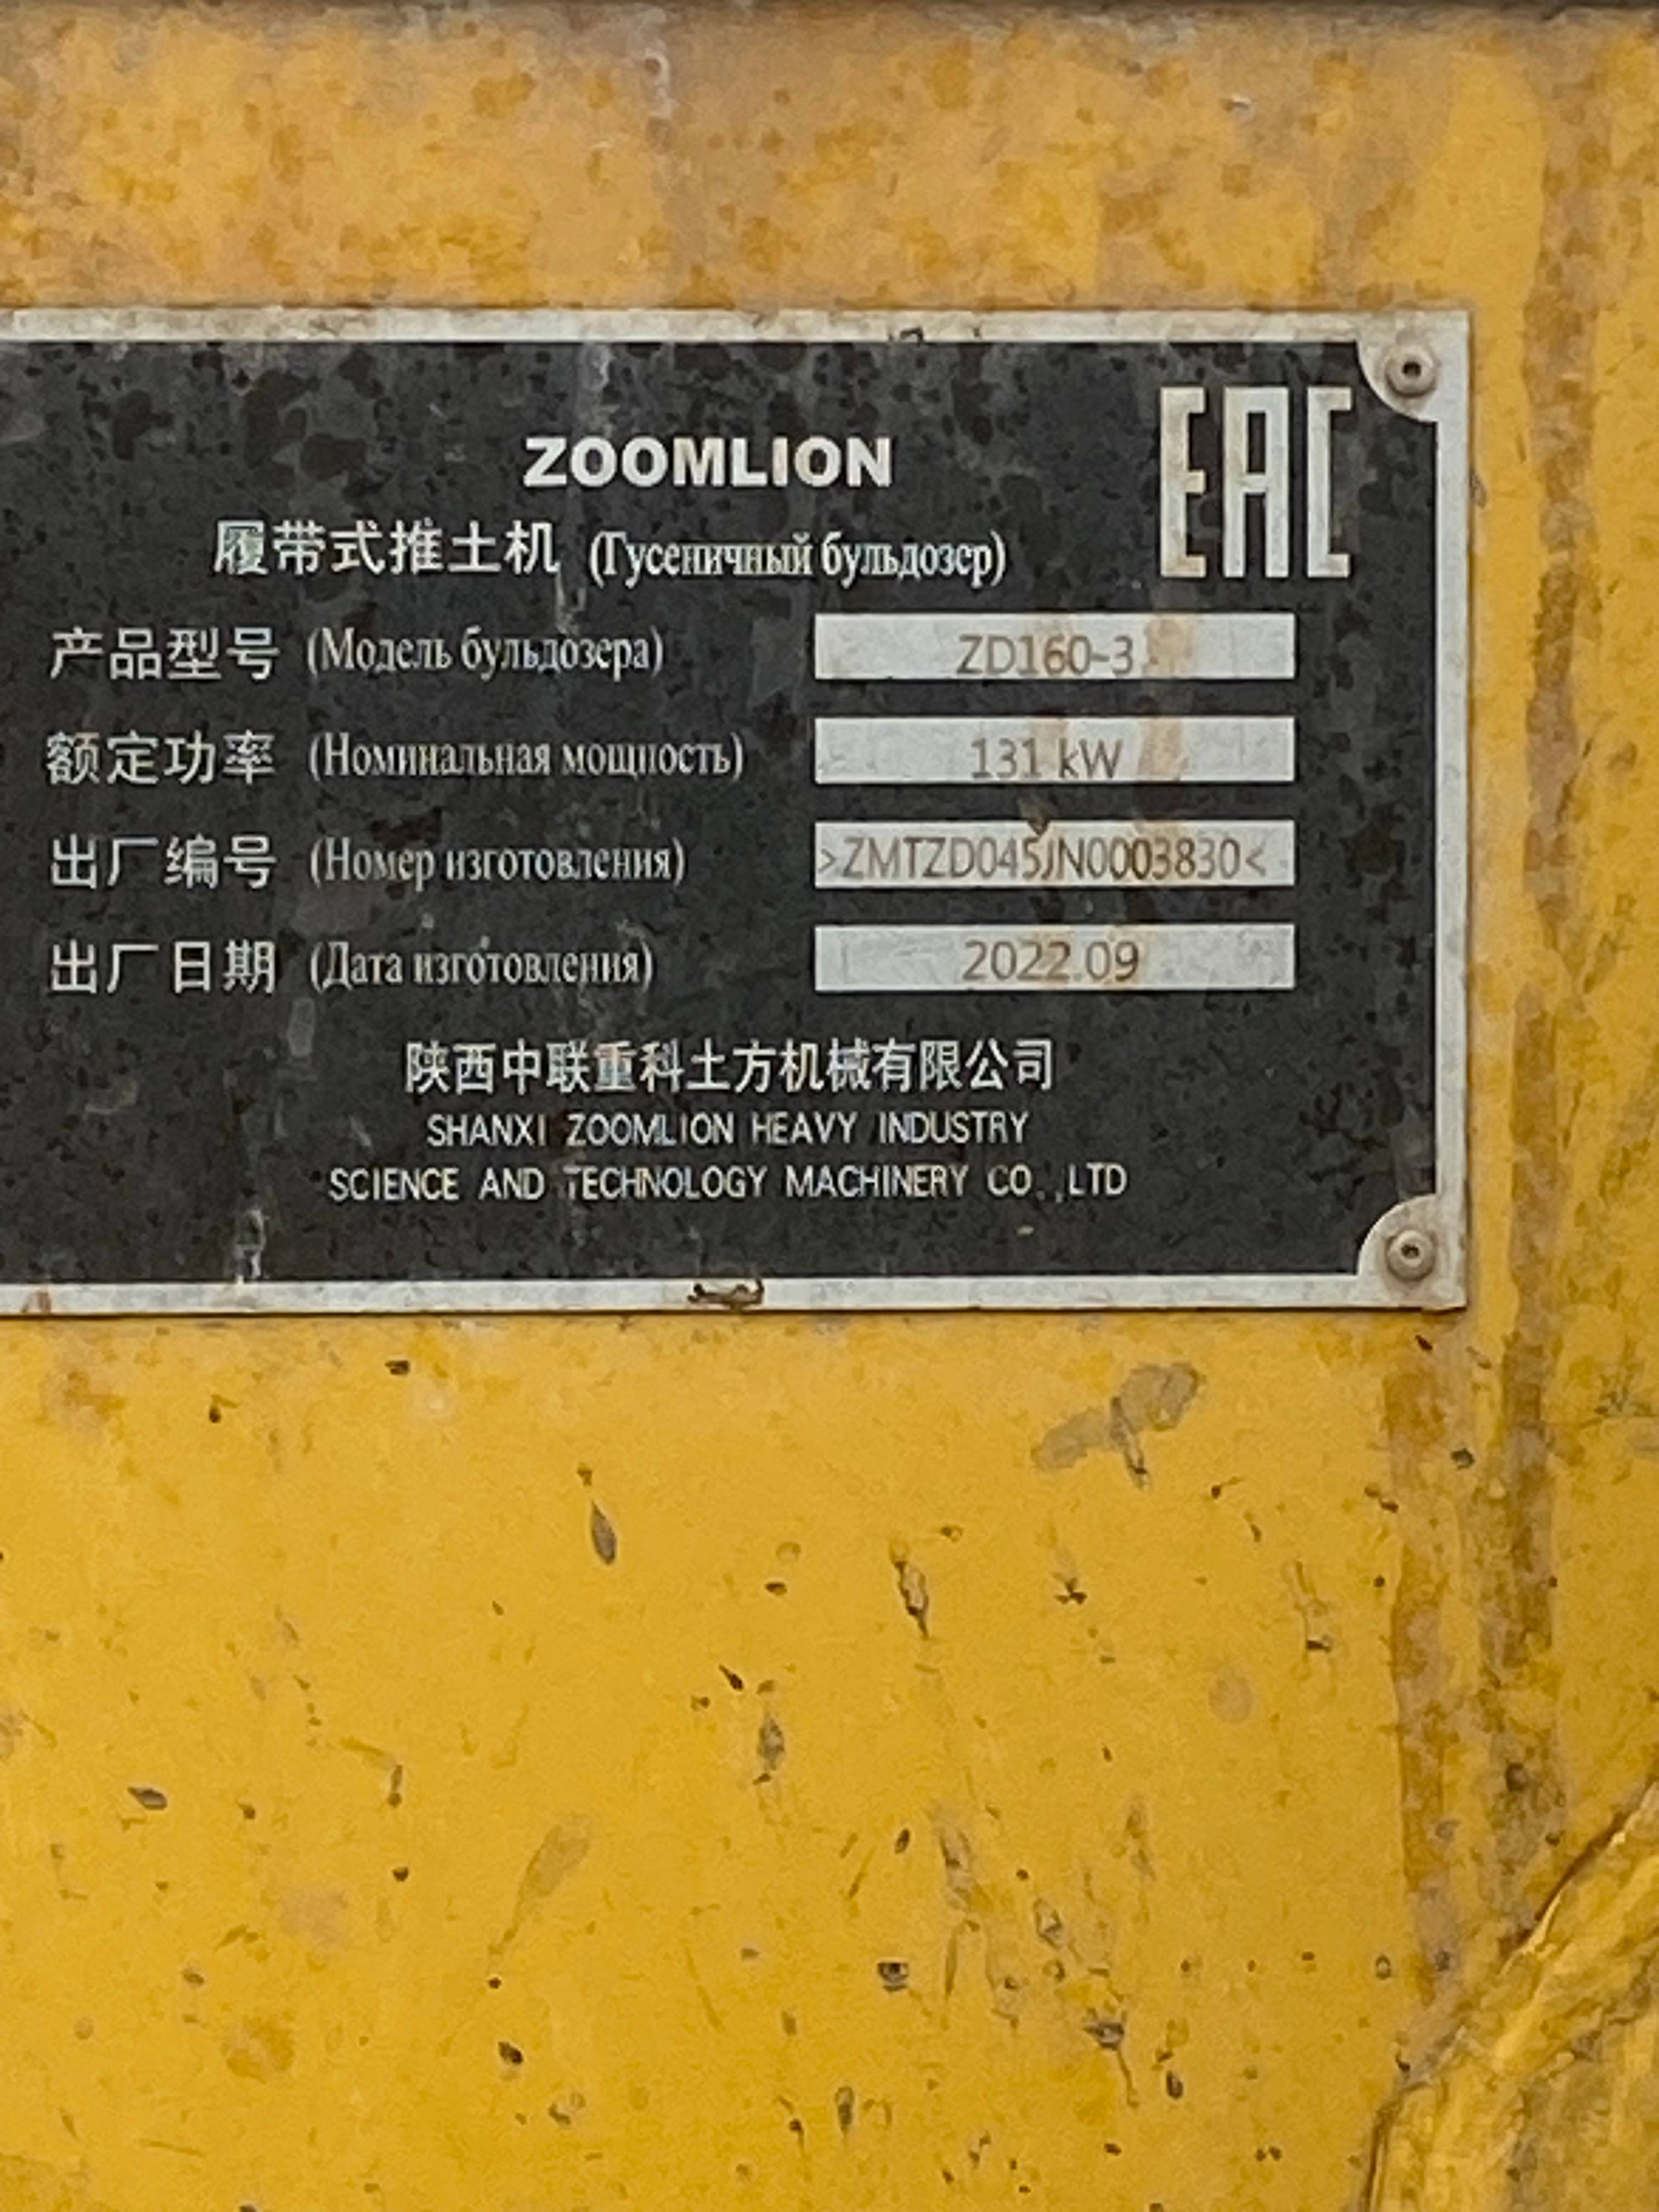 EAC
ZOOMLION
履带式推土机 (Гусеничный бульдозер)
产品型号 (Модель бульдозера) ZD160-3
额定功率 (Номинальная мощность) 131 kW
出厂编号 (Номер изготовления) >ZMTZD045JN0003830<
出厂日期 (Дата изготовления) 2022.09
陕西中联重科土方机械有限公司
SHANXI ZOOMLION HEAVY INDUSTRY
SCIENCE AND TECHNOLOGY MACHINERY CO.,LTD